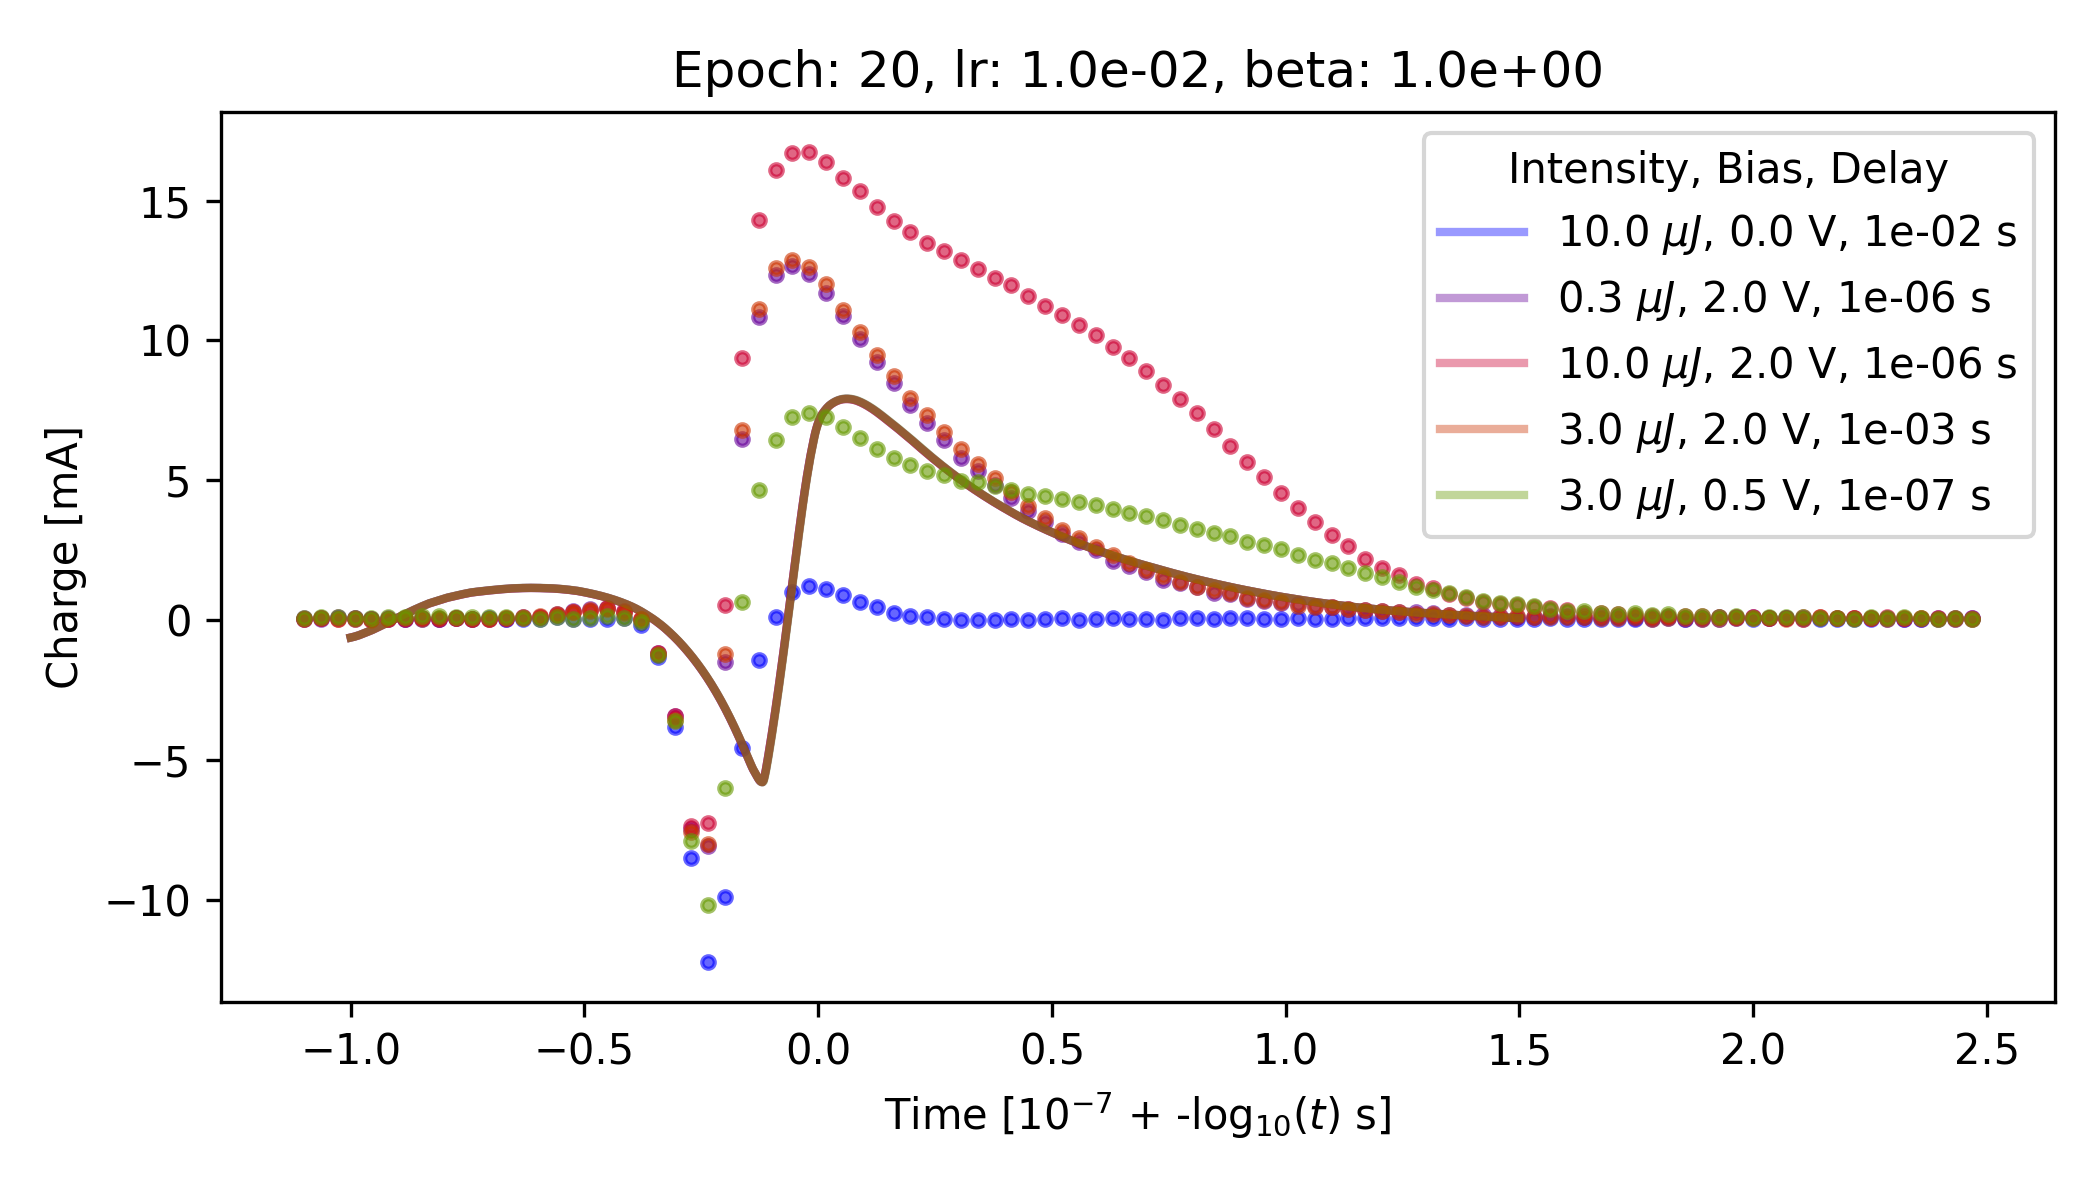 Epoch: 20, lr: 1.0e-02, beta: 1.0e+00
Charge [mA]
15
10
5
0
−5
−10
Intensity, Bias, Delay
10.0 μJ, 0.0 V, 1e-02 s
0.3 μJ, 2.0 V, 1e-06 s
10.0 μJ, 2.0 V, 1e-06 s
3.0 μJ, 2.0 V, 1e-03 s
3.0 μJ, 0.5 V, 1e-07 s
−1.0 −0.5 0.0 0.5 1.0 1.5 2.0 2.5
Time [10⁻⁷ + -log₁₀(t) s]